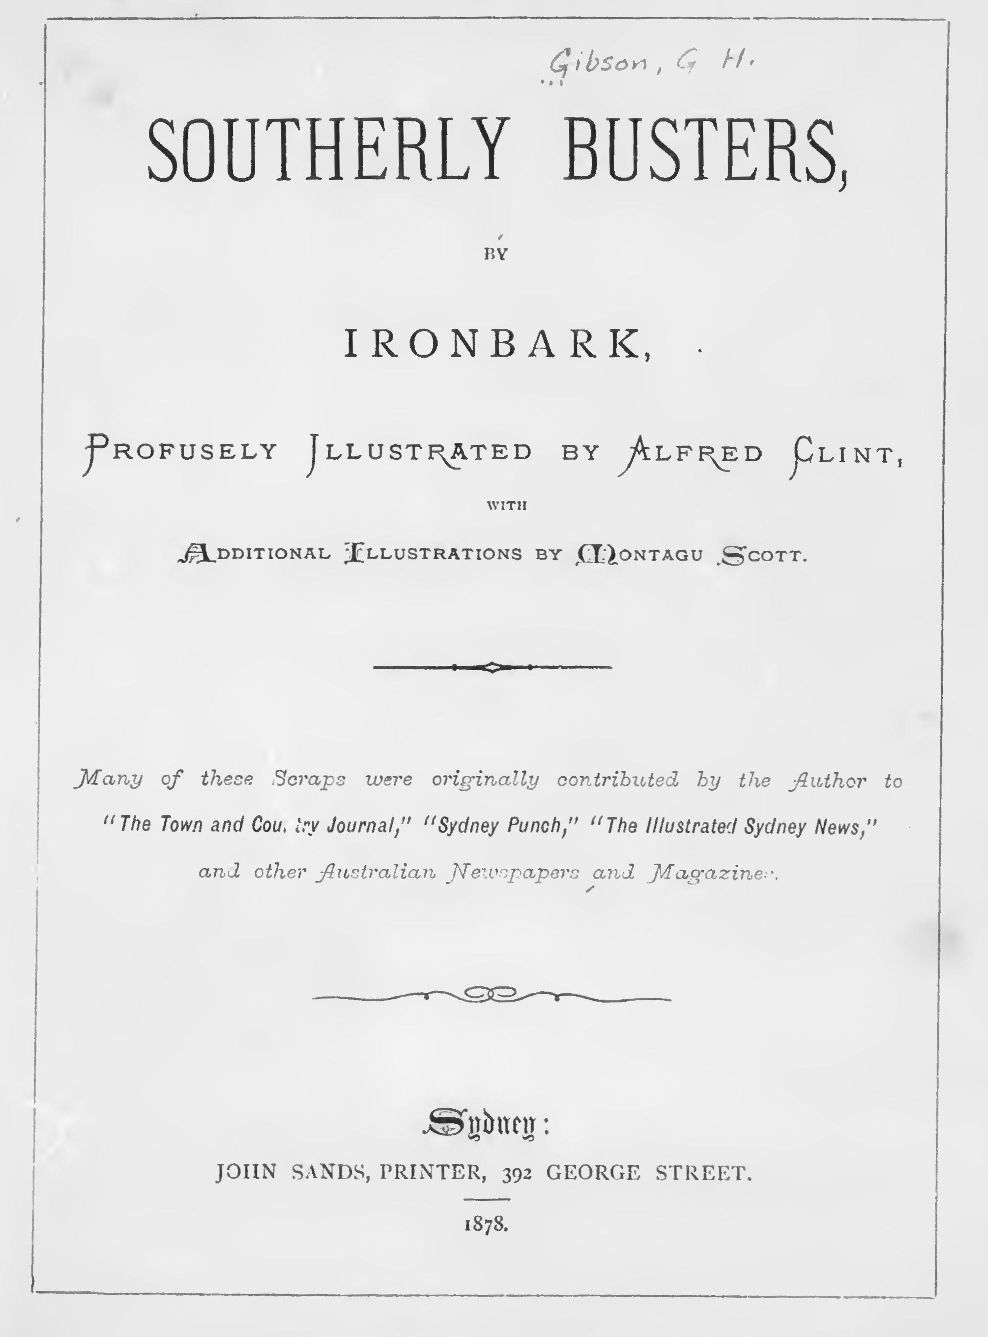 Gibson, G H.
SOUTHERLY BUSTERS,
BY
IRONBARK,
PROFUSELY ILLUSTRATED BY ALFRED CLINT,
WITH
ADDITIONAL ILLUSTRATIONS BY MONTAGU SCOTT.
Many of these Scraps were originally contributed by the Author to
"The Town and Country Journal," "Sydney Punch," "The Illustrated Sydney News,"
and other Australian Newspapers and Magazines.
Sydney:
JOHN SANDS, PRINTER, 392 GEORGE STREET.
1878.